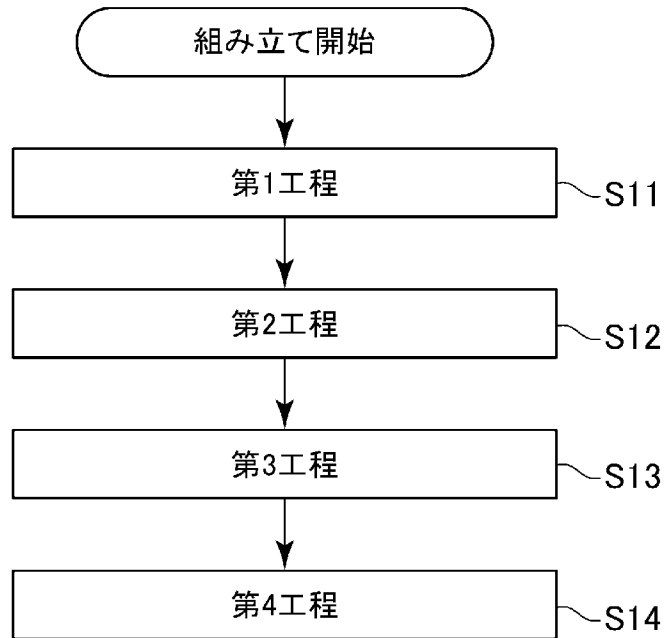 組み立て開始
第1工程
S11
第2工程
S12
第3工程
S13
第4工程
S14